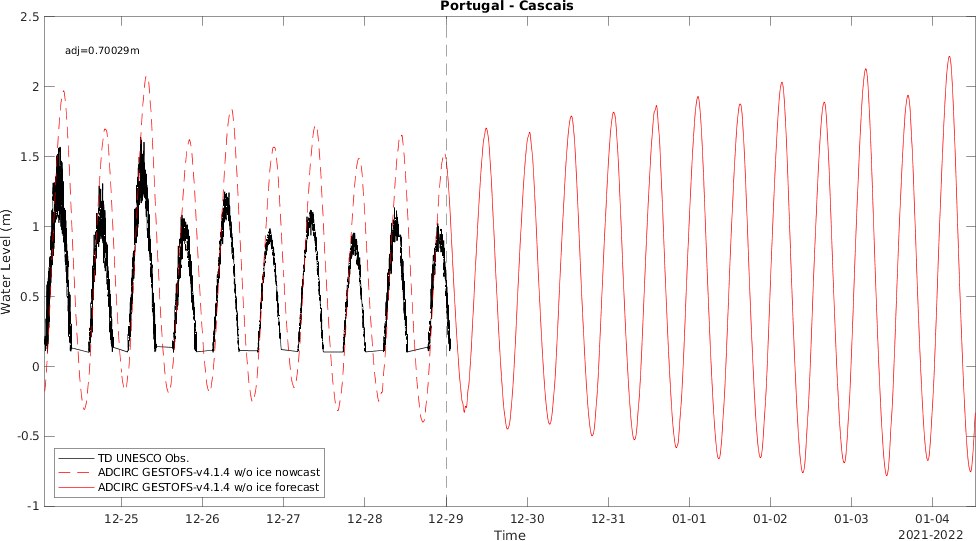 Portugal - Cascais
2.5
adj=0.70029m
2
1.5
1
0.5
0
-0.5
-1
Water Level (m)
TD UNESCO Obs.
ADCIRC GESTOFS-v4.1.4 w/o ice nowcast
ADCIRC GESTOFS-v4.1.4 w/o ice forecast
12-25 12-26 12-27 12-28 12-29 12-30 12-31 01-01 01-02 01-03 01-04
Time
2021-2022